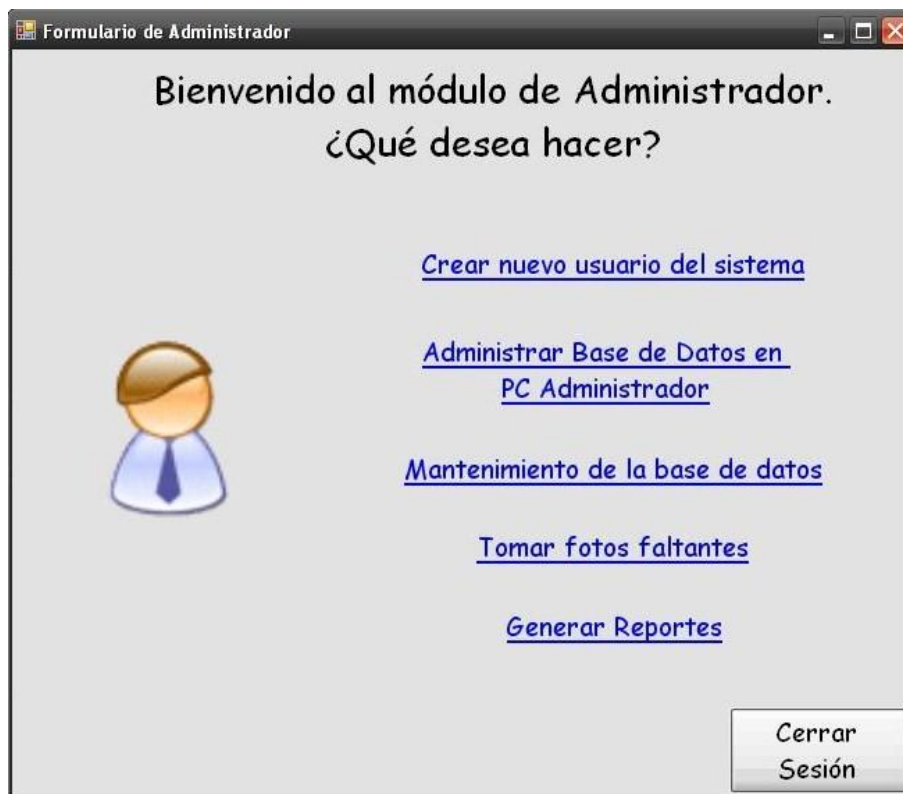 Formulario de Administrador
Bienvenido al módulo de Administrador.
¿Qué desea hacer?
Crear nuevo usuario del sistema
Administrar Base de Datos en
PC Administrador
Mantenimiento de la base de datos
Tomar fotos faltantes
Generar Reportes
Cerrar
Sesión